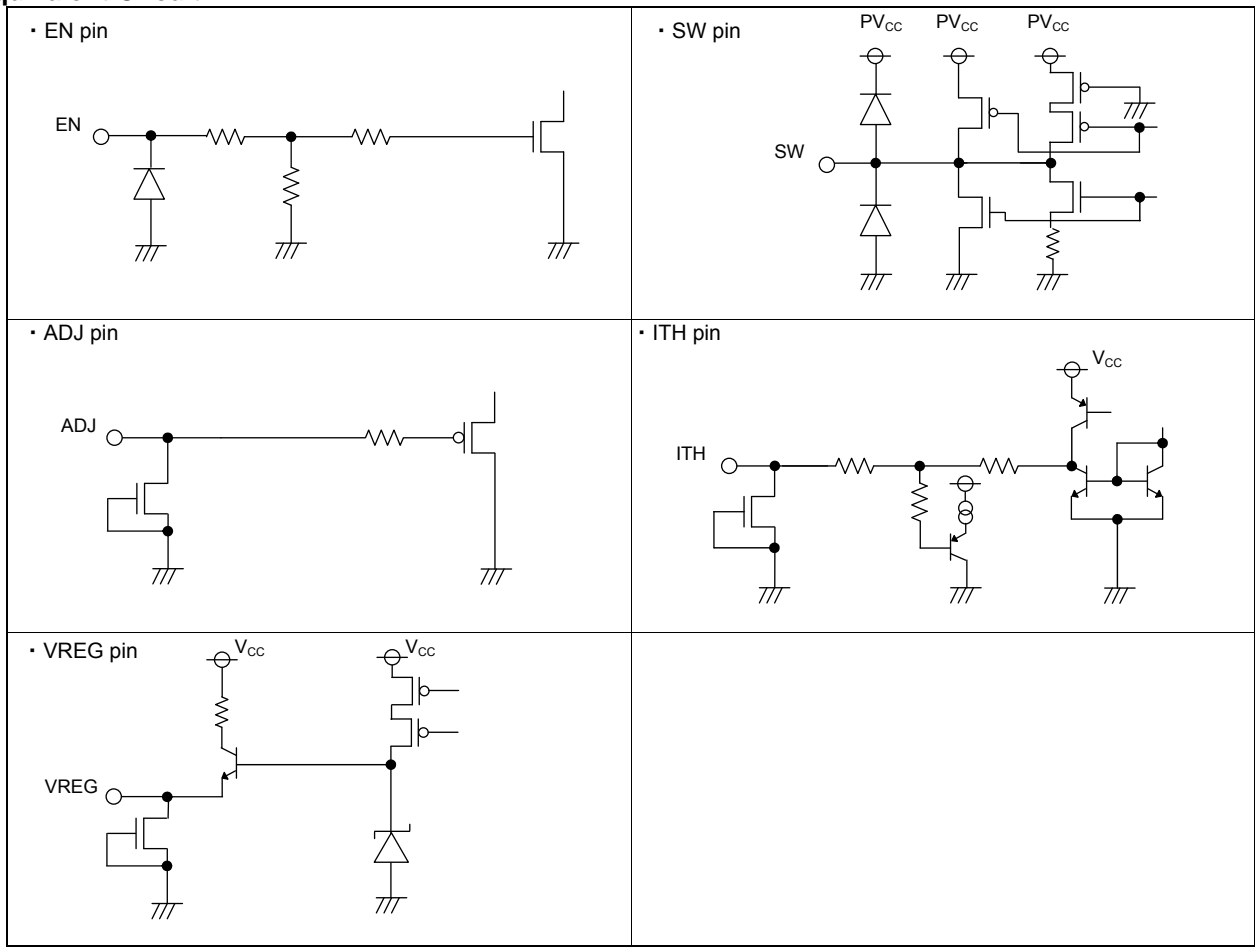 ・EN pin
EN
・SW pin
PVCC PVCC PVCC
SW
・ADJ pin
ADJ
・ITH pin
VCC
ITH
・VREG pin
VCC VCC
VREG